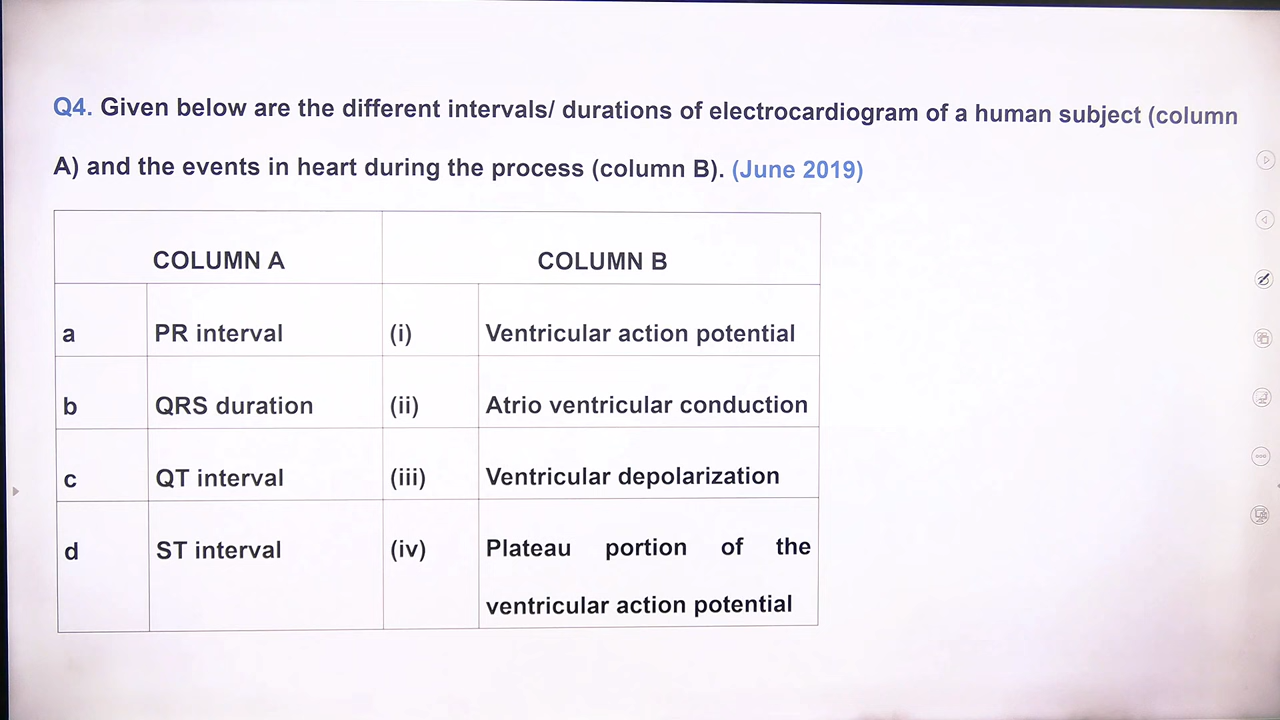 Q4. Given below are the different intervals/ durations of electrocardiogram of a human subject (column
A) and the events in heart during the process (column B). (June 2019)
COLUMN A COLUMN B
a PR interval (i) Ventricular action potential
b QRS duration (ii) Atrio ventricular conduction
c QT interval (iii) Ventricular depolarization
d ST interval (iv) Plateau portion of the
ventricular action potential